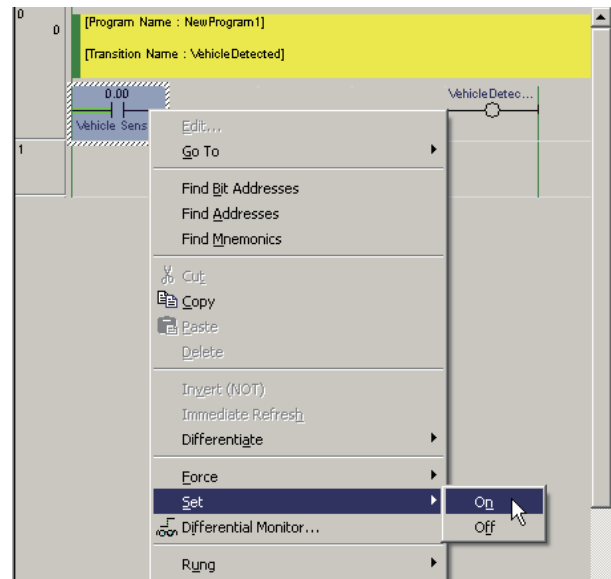 0
0
[Program Name : NewProgram1]
[Transition Name : VehicleDetected]
0.00
Vehicle Sens
VehicleDetec...
1
Edit...
Go To
Find Bit Addresses
Find Addresses
Find Mnemonics
Cut
Copy
Paste
Delete
Invert (NOT)
Immediate Refresh
Differentiate
Force
Set
On
Differential Monitor...
Off
Rung